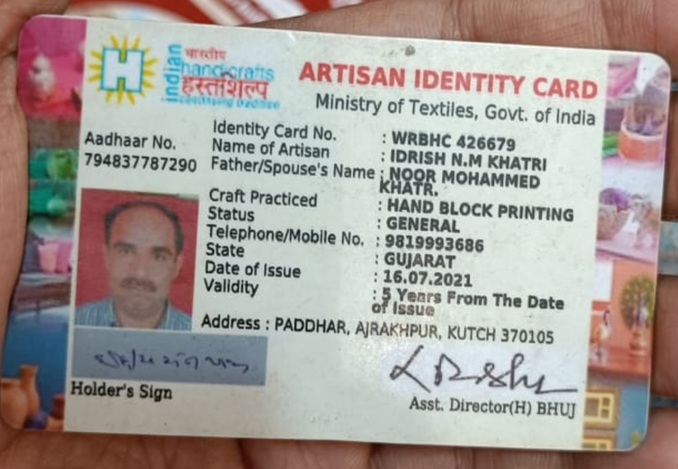 Indian
भारतीय
handicrafts
हस्तशिल्प
ARTISAN IDENTITY CARD
Ministry of Textiles, Govt. of India
Aadhaar No.
794837787290
Identity Card No. : WRBHC 426679
Name of Artisan : IDRISH N.M KHATRI
Father/Spouse's Name : NOOR MOHAMMED
KHATR.
Craft Practiced : HAND BLOCK PRINTING
Status : GENERAL
Telephone/Mobile No. : 9819993686
State : GUJARAT
Date of Issue : 16.07.2021
Validity : 5 Years From The Date
of Issue
Address : PADDHAR, AJRAKHPUR, KUTCH 370105
Holder's Sign
Asst. Director(H) BHUJ